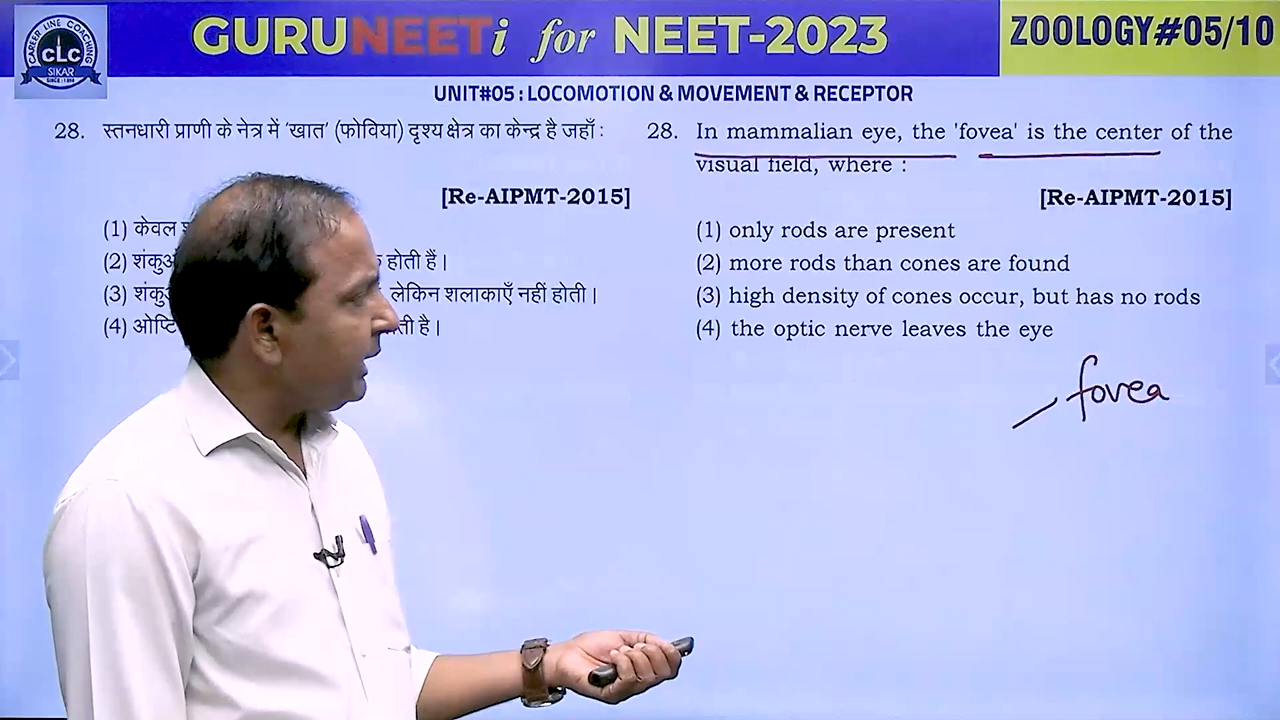 GURUNEETi for NEET-2023
ZOOLOGY#05/10
CAREER LINE COACHING
CLC
SIKAR
SINCE : 1996
UNIT#05 : LOCOMOTION & MOVEMENT & RECEPTOR
28. स्तनधारी प्राणी के नेत्र में ‘खात’ (फोविया) दृश्य क्षेत्र का केन्द्र है जहाँ :
[Re-AIPMT-2015]
(1) केवल
(2)
होती हैं।
(3)
लेकिन शलाकाएँ नहीं होती।
(4)
है।
28. In mammalian eye, the 'fovea' is the center of the
visual field, where :
[Re-AIPMT-2015]
(1) only rods are present
(2) more rods than cones are found
(3) high density of cones occur, but has no rods
(4) the optic nerve leaves the eye
fovea